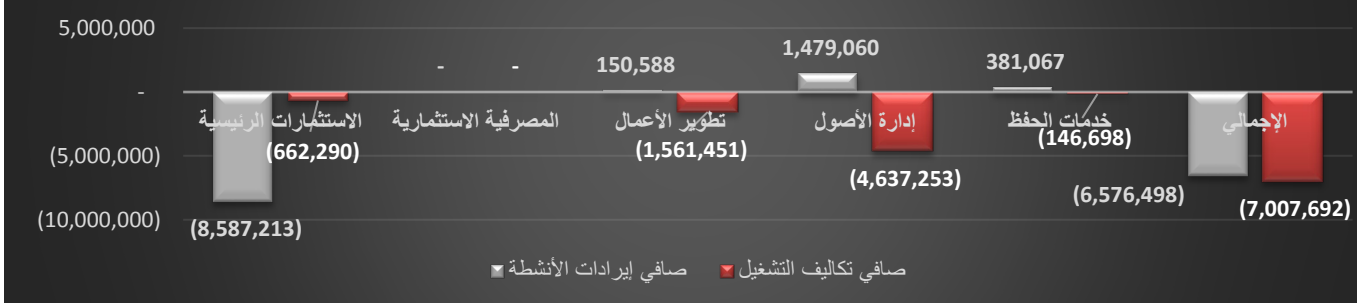 5,000,000
-
(5,000,000)
(10,000,000)
- -
150,588
1,479,060
381,067
الاستثمارات الرئيسية
المصرفية الاستثمارية
تطوير الأعمال
إدارة الأصول
خدمات الحفظ
الإجمالي
(662,290)
(1,561,451)
(146,698)
(4,637,253)
(6,576,498)
(7,007,692)
(8,587,213)
صافي إيرادات الأنشطة
صافي تكاليف التشغيل